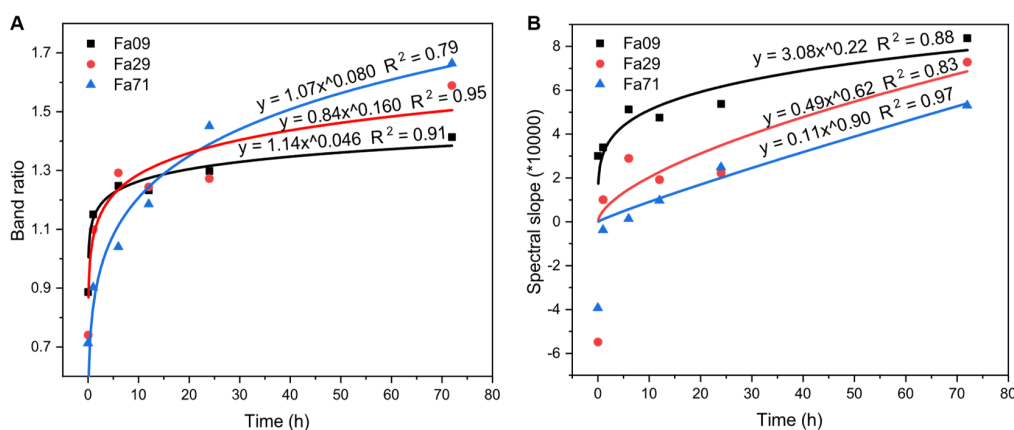 A
Fa09
Fa29
Fa71
y = 1.07x^0.080 R² = 0.79
y = 0.84x^0.160 R² = 0.95
y = 1.14x^0.046 R² = 0.91
Band ratio
1.7
1.5
1.3
1.1
0.9
0.7
0 10 20 30 40 50 60 70 80
Time (h)
B
Fa09
Fa29
Fa71
y = 3.08x^0.22 R² = 0.88
y = 0.49x^0.62 R² = 0.83
y = 0.11x^0.90 R² = 0.97
Spectral slope (*10000)
8
6
4
2
0
-2
-4
-6
0 10 20 30 40 50 60 70 80
Time (h)